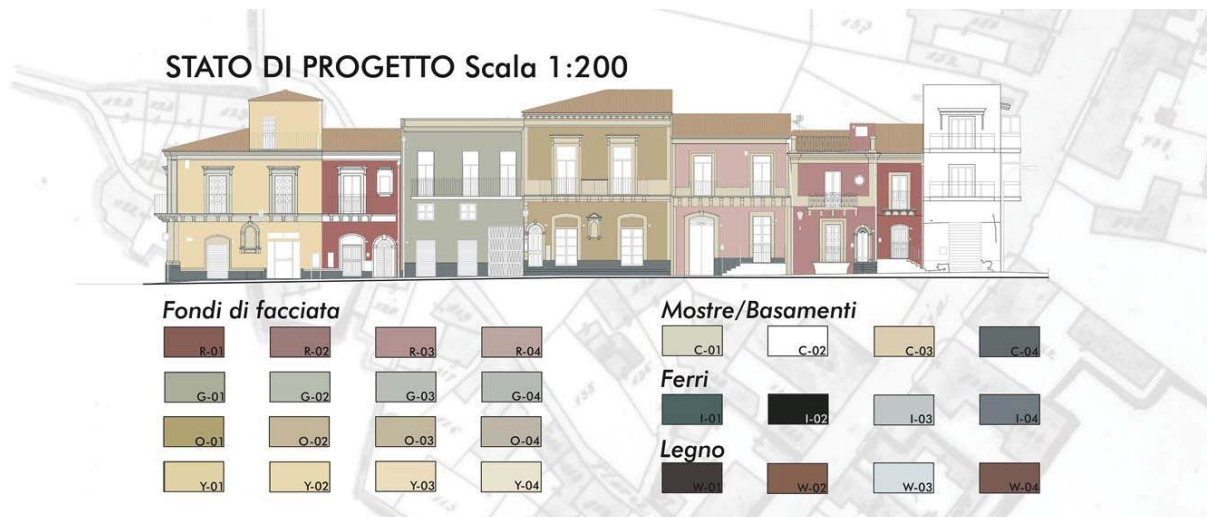 STATO DI PROGETTO Scala 1:200
Fondi di facciata
R-01 R-02 R-03 R-04
G-01 G-02 G-03 G-04
O-01 O-02 O-03 O-04
Y-01 Y-02 Y-03 Y-04
Mostre/Basamenti
C-01 C-02 C-03 C-04
Ferri
I-01 I-02 I-03 I-04
Legno
W-01 W-02 W-03 W-04